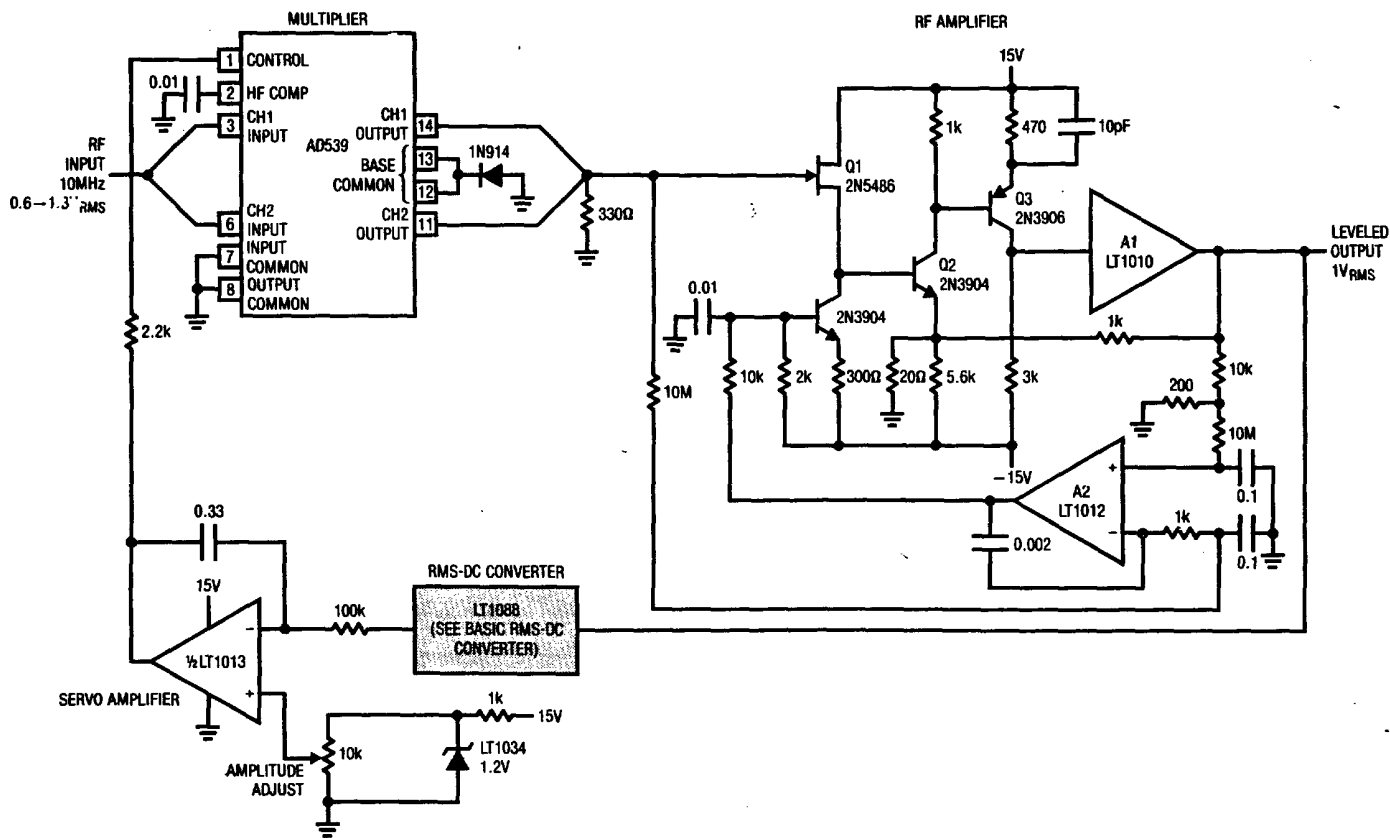 MULTIPLIER
1 CONTROL
0.01
2 HF COMP
3 CH1
INPUT
RF
INPUT
10MHz
0.6→1.3
RMS
6 CH2
INPUT
7 INPUT
COMMON
8 OUTPUT
COMMON
AD539
CH1
OUTPUT 14
BASE 13
COMMON 12
CH2
OUTPUT 11
1N914
330Ω
2.2k
RF AMPLIFIER
15V
1k
470
10pF
Q1
2N5486
Q3
2N3906
Q2
2N3904
A1
LT1010
LEVELED
OUTPUT
1VRMS
0.01
2N3904
1k
10k
2k
300Ω
20Ω
5.6k
3k
10k
200
10M
10M
-15V
+
A2
LT1012
−
1k
0.1
0.1
0.002
0.33
15V
−
½LT1013
+
SERVO AMPLIFIER
100k
RMS-DC CONVERTER
LT1088
(SEE BASIC RMS-DC
CONVERTER)
1k
15V
10k
LT1034
1.2V
AMPLITUDE
ADJUST